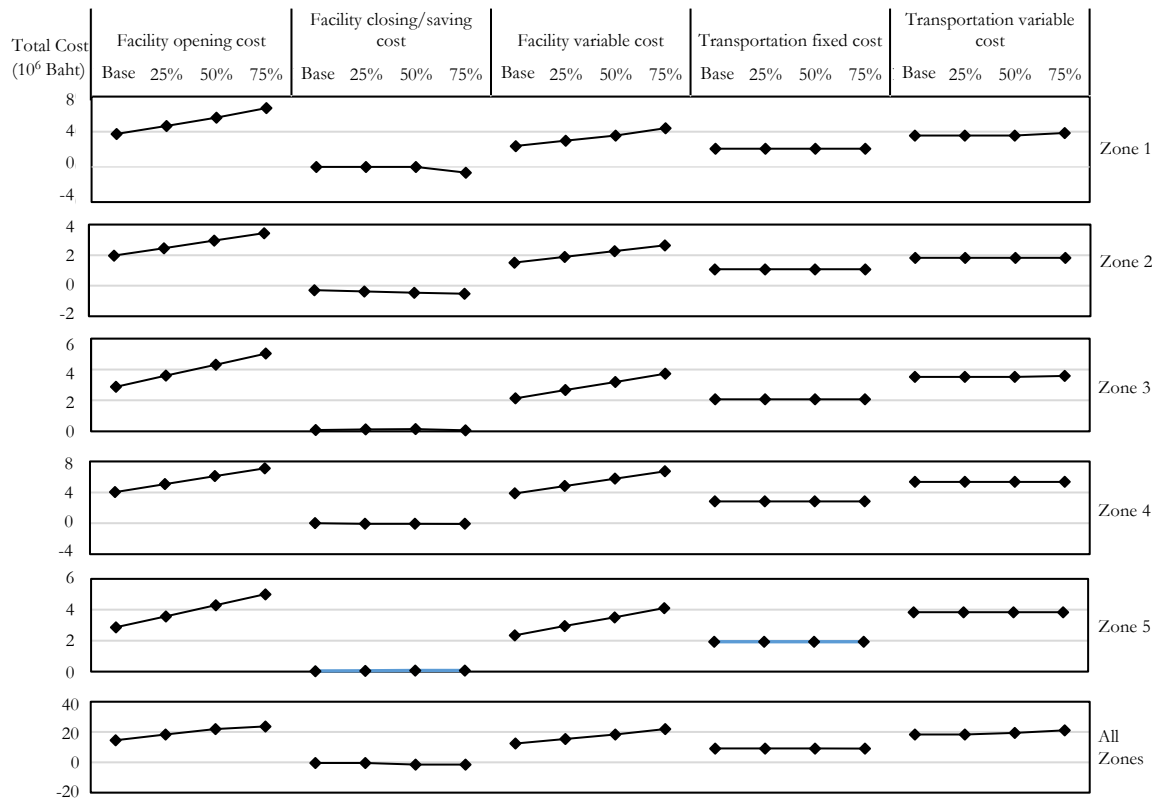 Total Cost
(10⁶ Baht)
Facility opening cost
Base 25% 50% 75%
Facility closing/saving
cost
Base 25% 50% 75%
Facility variable cost
Base 25% 50% 75%
Transportation fixed cost
Base 25% 50% 75%
Transportation variable
cost
Base 25% 50% 75%
8
4
0
-4
Zone 1
4
2
0
-2
Zone 2
6
4
2
0
Zone 3
8
4
0
-4
Zone 4
6
4
2
0
Zone 5
40
20
0
-20
All
Zones